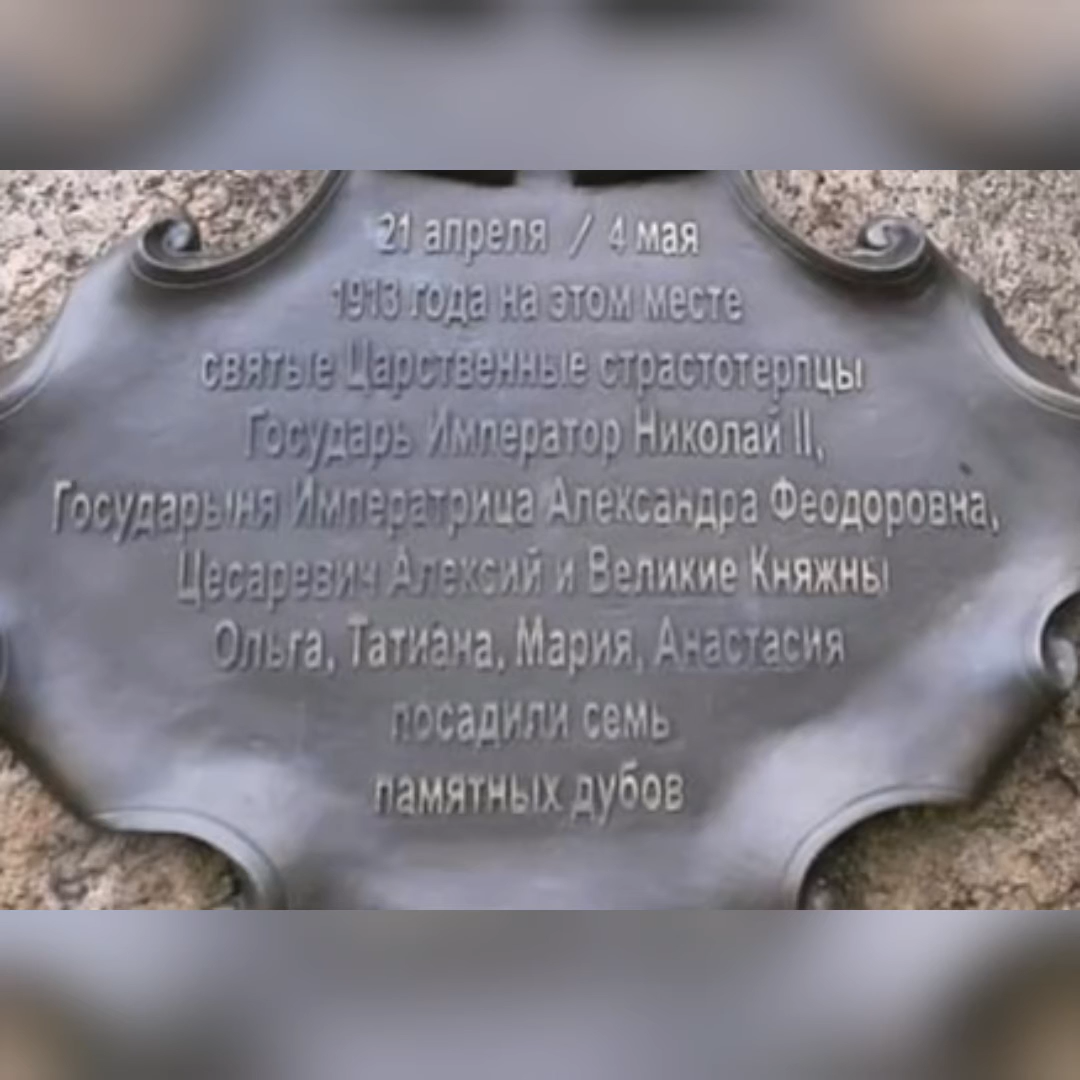 21 апреля / 4 мая
1913 года на этом месте
святые Царственные страстотерпцы
Государь Император Николай II,
Государыня Императрица Александра Феодоровна,
Цесаревич Алексий и Великие Княжны
Ольга, Татиана, Мария, Анастасия
посадили семь
памятных дубов